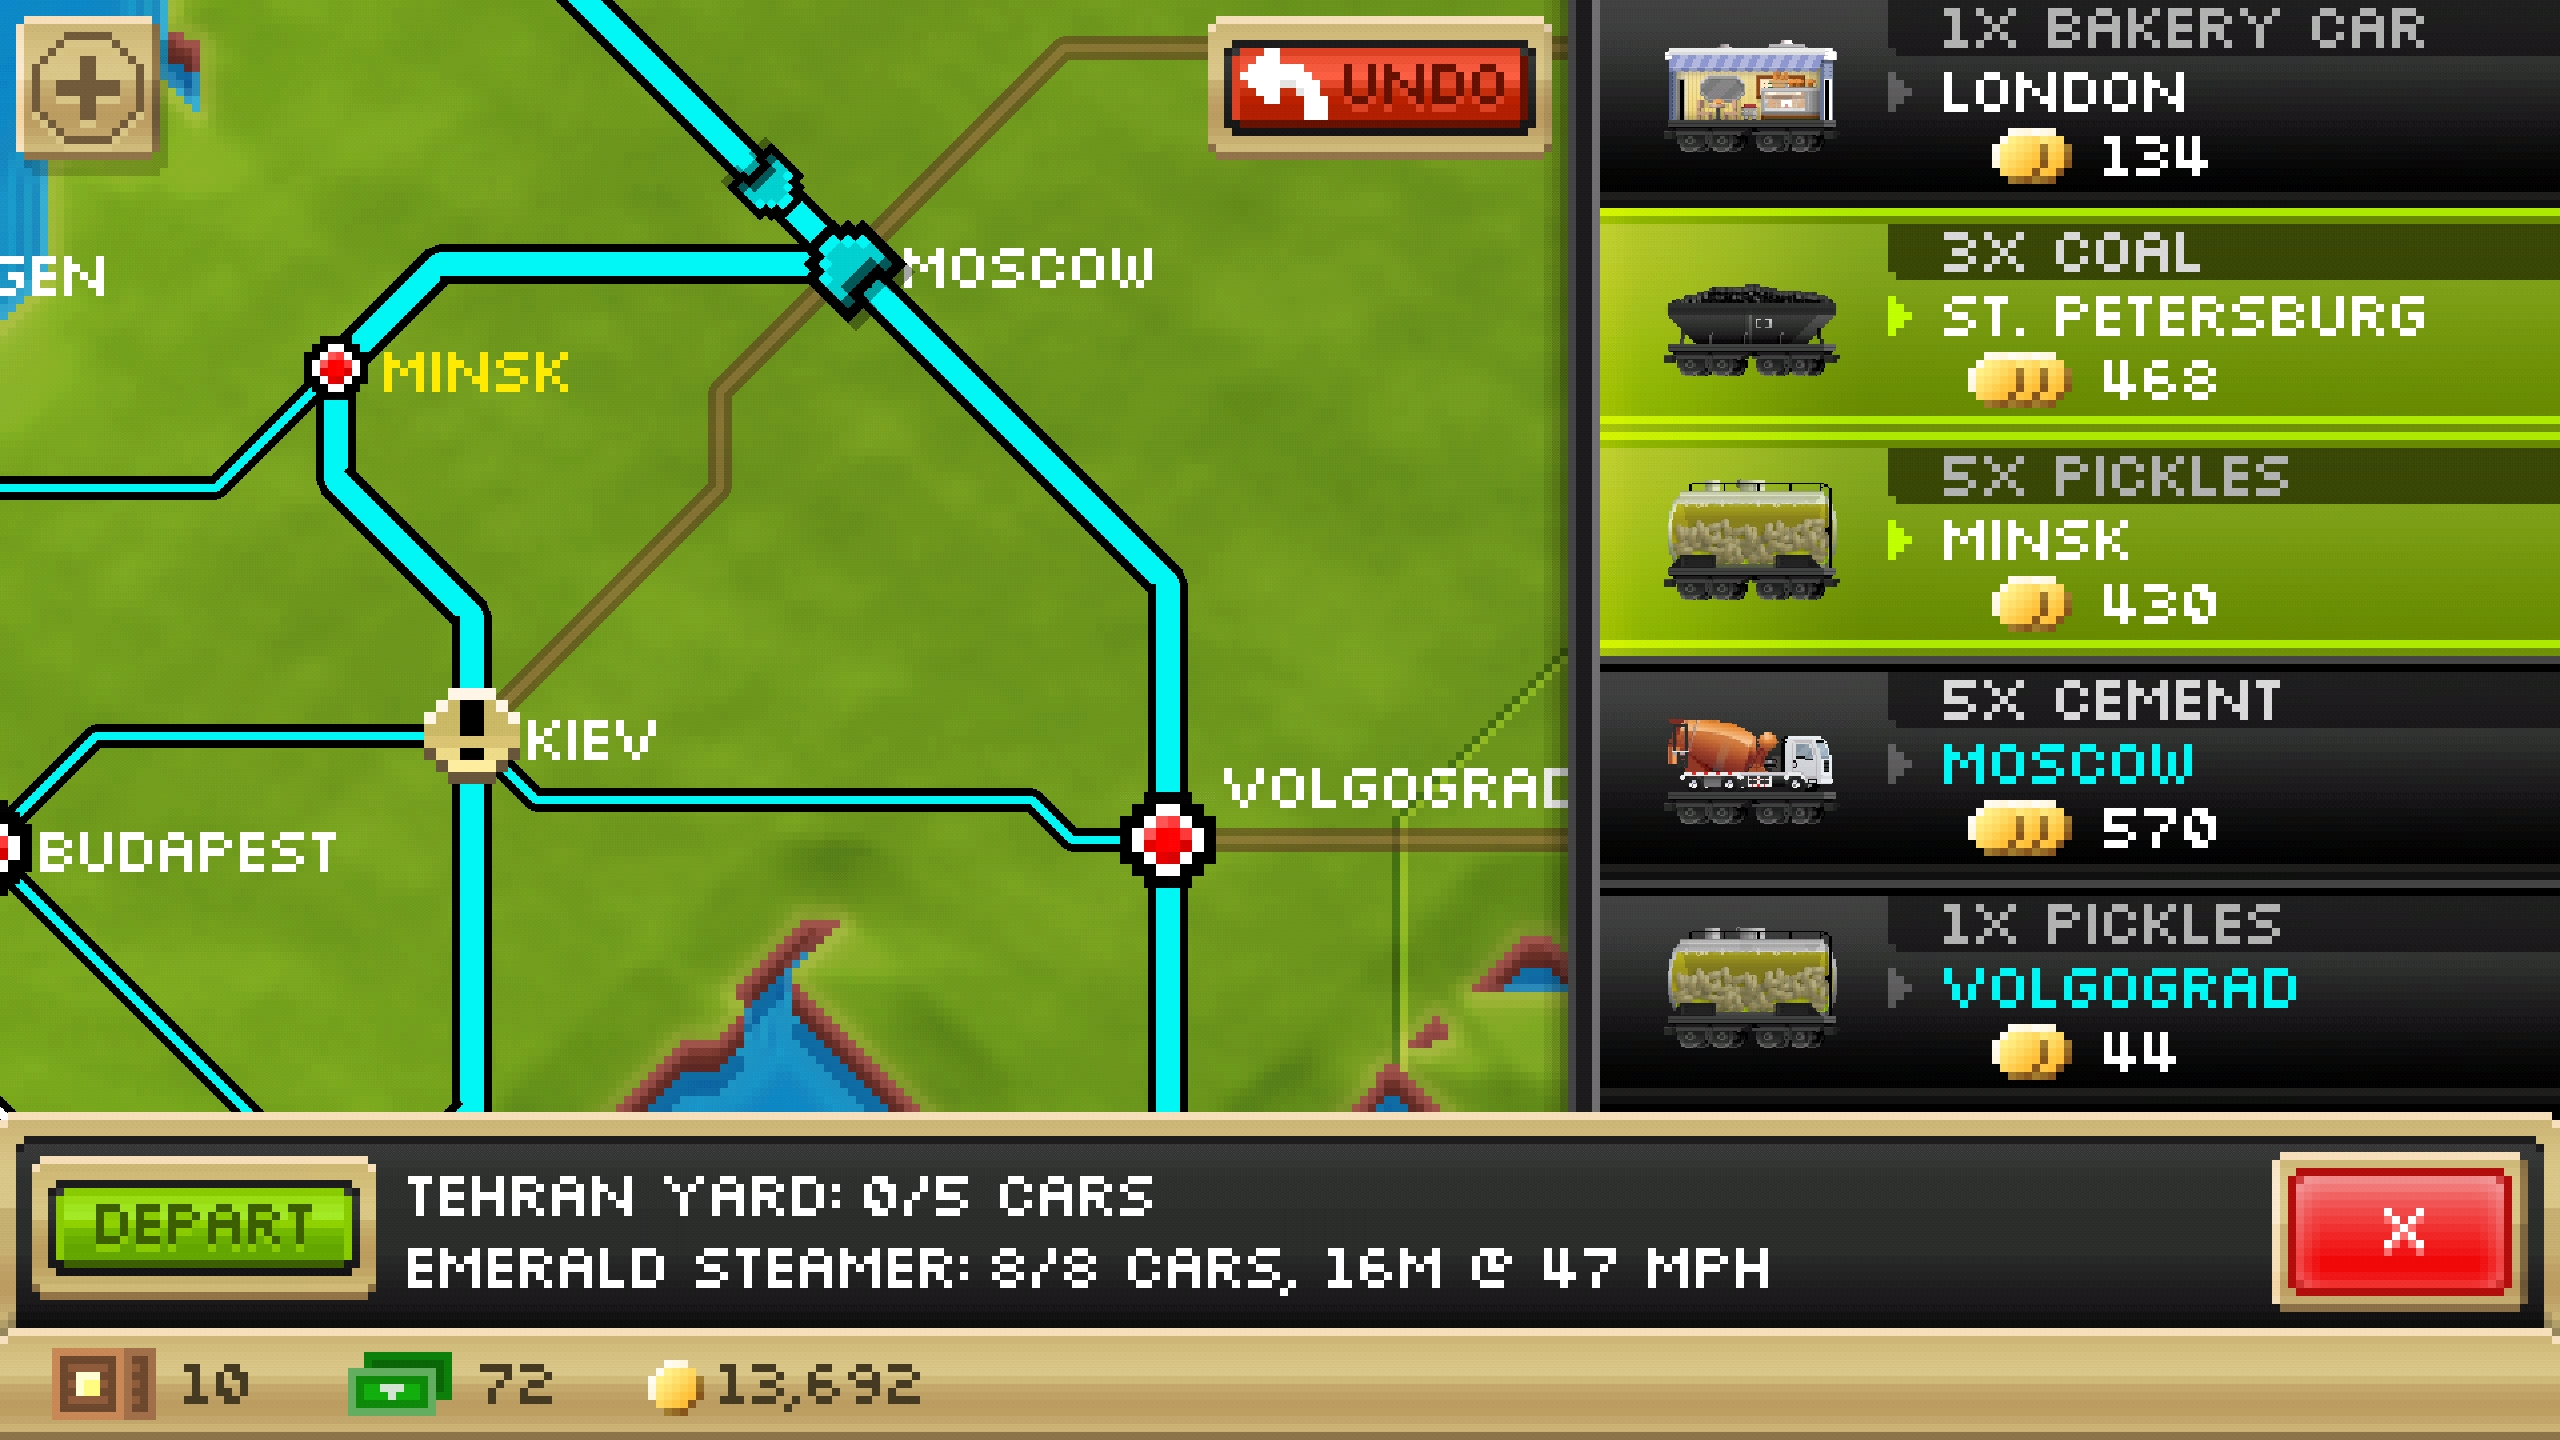 UNDO
MOSCOW
GEN
MINSK
KIEV
VOLGOGRAD
BUDAPEST
1X BAKERY CAR
LONDON
134
3X COAL
ST. PETERSBURG
468
5X PICKLES
MINSK
430
5X CEMENT
MOSCOW
570
1X PICKLES
VOLGOGRAD
44
DEPART
TEHRAN YARD: 0/5 CARS
EMERALD STEAMER: 8/8 CARS, 16M @ 47 MPH
X
10
72
13,692